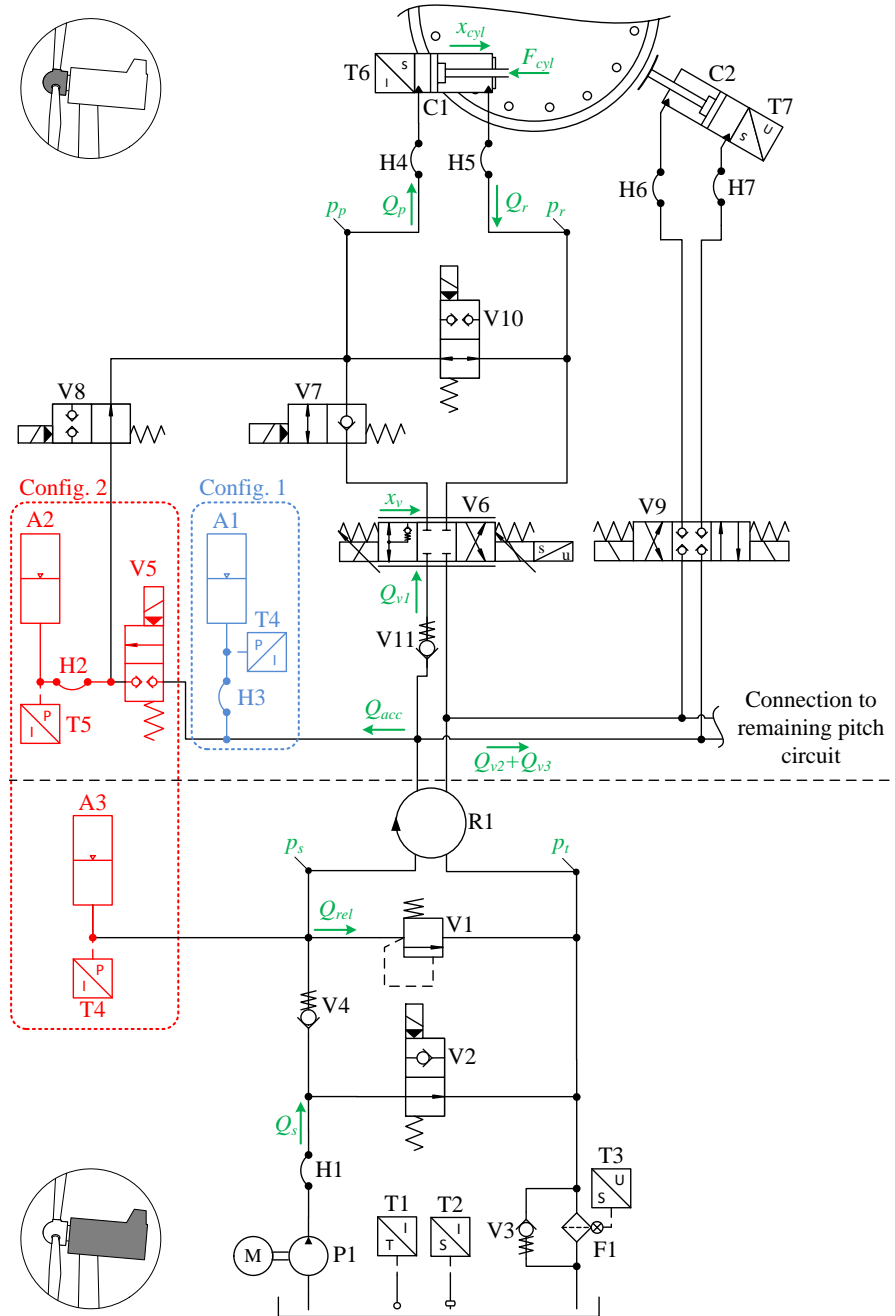 x_cyl
T6
S
I
F_cyl
C1
C2
T7
U
S
H4
H5
H6
H7
Q_p
Q_r
p_p
p_r
V10
V8
V7
Config. 2
Config. 1
x_v
V6
V9
s
u
A2
A1
V5
Q_v1
T4
P
I
V11
H2
H3
P
I
T5
Q_acc
Connection to
remaining pitch
circuit
Q_v2+Q_v3
A3
R1
p_s
p_t
Q_rel
V1
P
I
T4
V4
V2
Q_s
H1
T3
U
S
T1
T2
I
T
I
S
V3
F1
M
P1